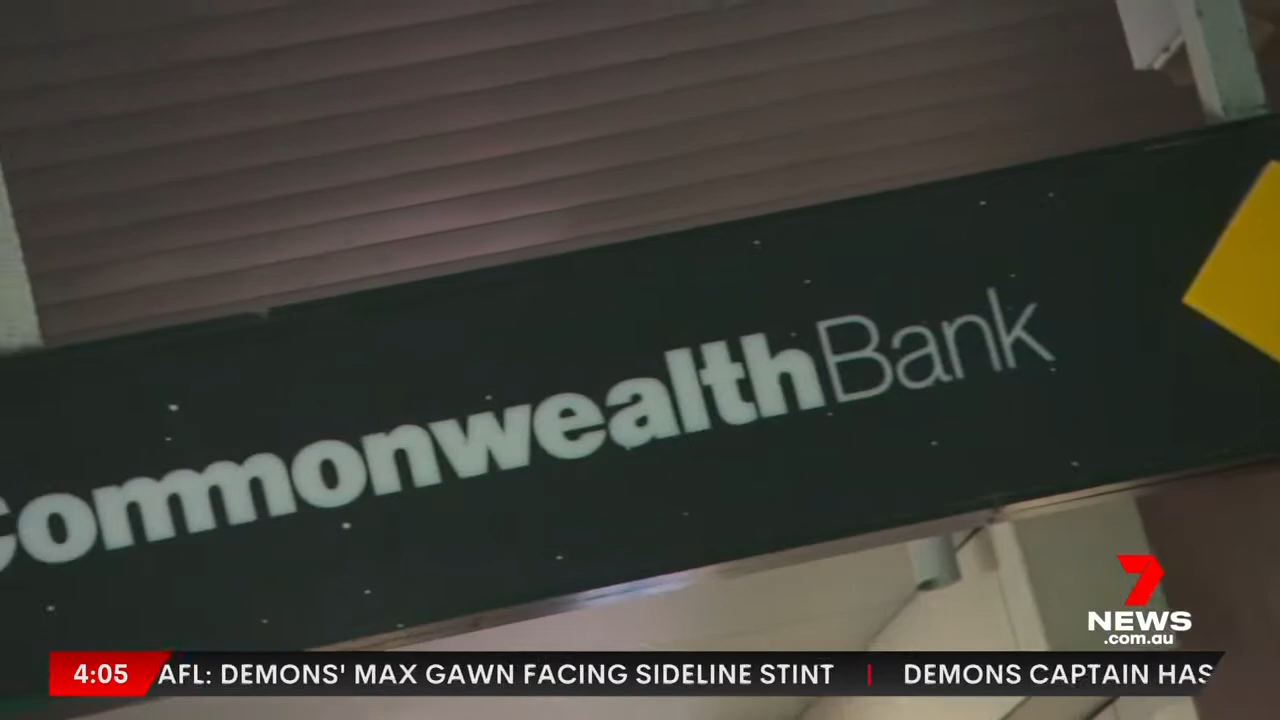 CommonwealthBank
7
NEWS
.com.au
4:05 AFL: DEMONS' MAX GAWN FACING SIDELINE STINT | DEMONS CAPTAIN HAS